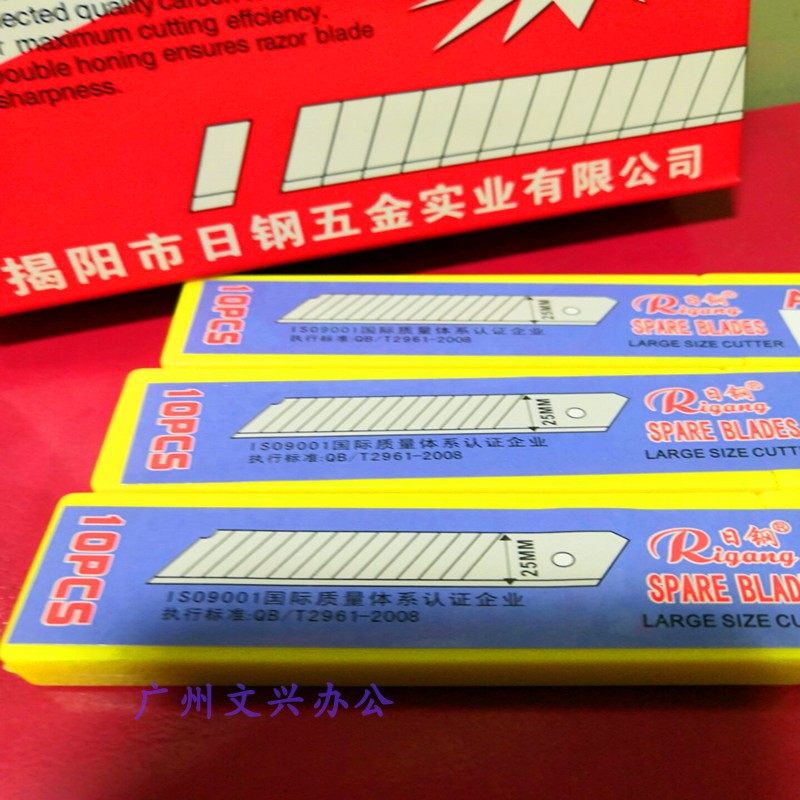 ected quality carbon
r maximum cutting efficiency.
ouble honing ensures razor blade
sharpness.
揭阳市日钢五金实业有限公司
10PCS
25MM
ISO9001国际质量体系认证企业
执行标准:QB/T2961-2008
日钢®
Rigang
SPARE BLADES
LARGE SIZE CUTTER
10PCS
25MM
ISO9001国际质量体系认证企业
执行标准:QB/T2961-2008
日钢®
Rigang
SPARE BLADES
LARGE SIZE CUTT
10PCS
25MM
ISO9001国际质量体系认证企业
执行标准:QB/T2961-2008
日钢®
Rigang
SPARE BLAD
LARGE SIZE CU
广州文兴办公